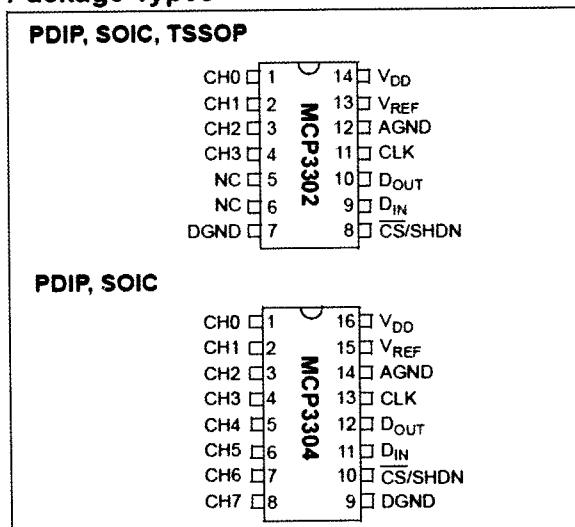 Package Types
PDIP, SOIC, TSSOP
CH0 1 14 VDD
CH1 2 13 VREF
CH2 3 12 AGND
CH3 4 11 CLK
NC 5 10 DOUT
NC 6 9 DIN
DGND 7 8 CS/SHDN
MCP3302
PDIP, SOIC
CH0 1 16 VDD
CH1 2 15 VREF
CH2 3 14 AGND
CH3 4 13 CLK
CH4 5 12 DOUT
CH5 6 11 DIN
CH6 7 10 CS/SHDN
CH7 8 9 DGND
MCP3304